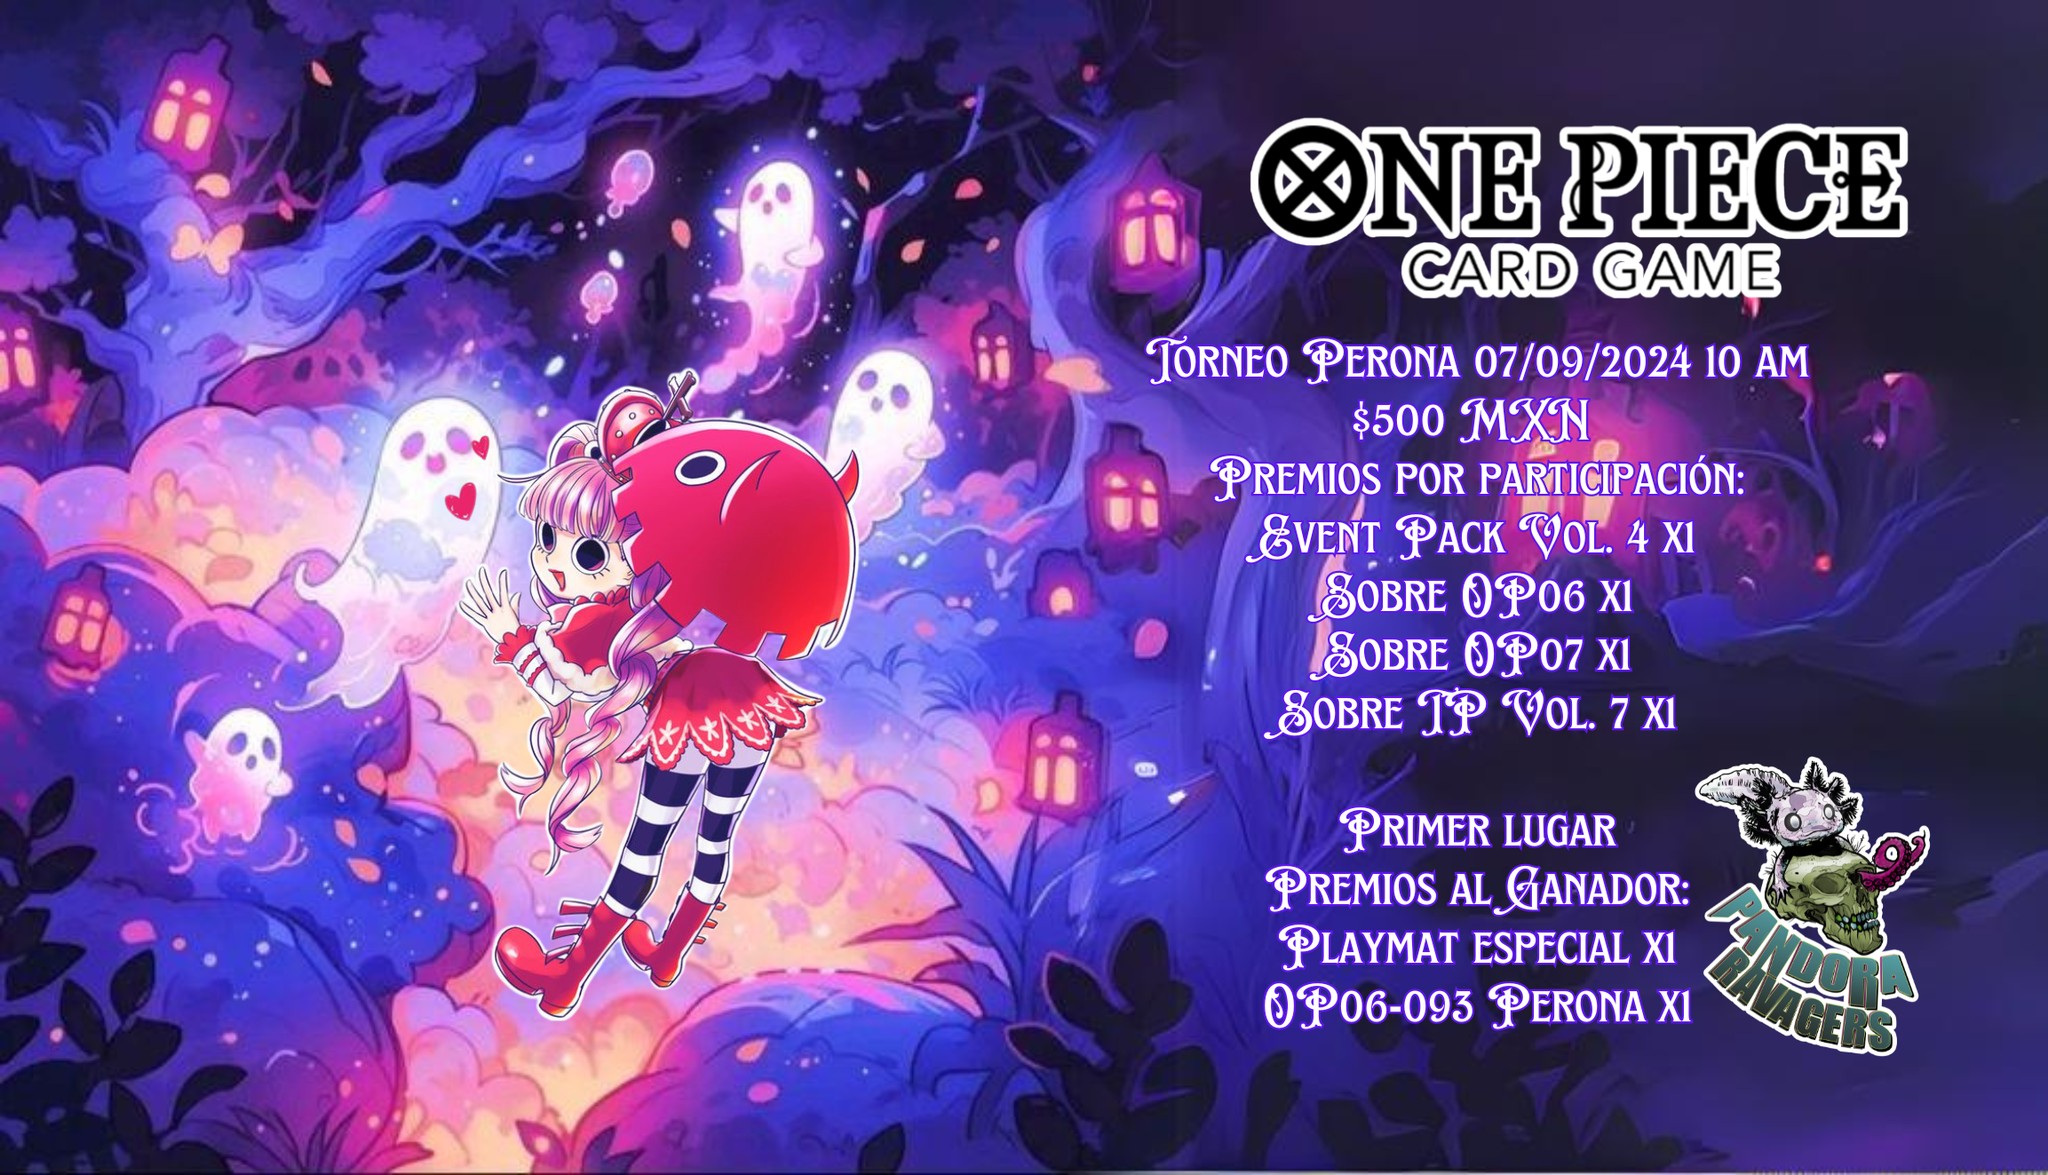 ONE PIECE
CARD GAME
Torneo Perona 07/09/2024 10 am
$500 MXN
Premios por participación:
Event Pack Vol. 4 x1
Sobre OP06 x1
Sobre OP07 x1
Sobre TP Vol. 7 x1
Primer lugar
Premios al Ganador:
Playmat especial x1
OP06-093 Perona x1
PANDORA
RAVAGERS